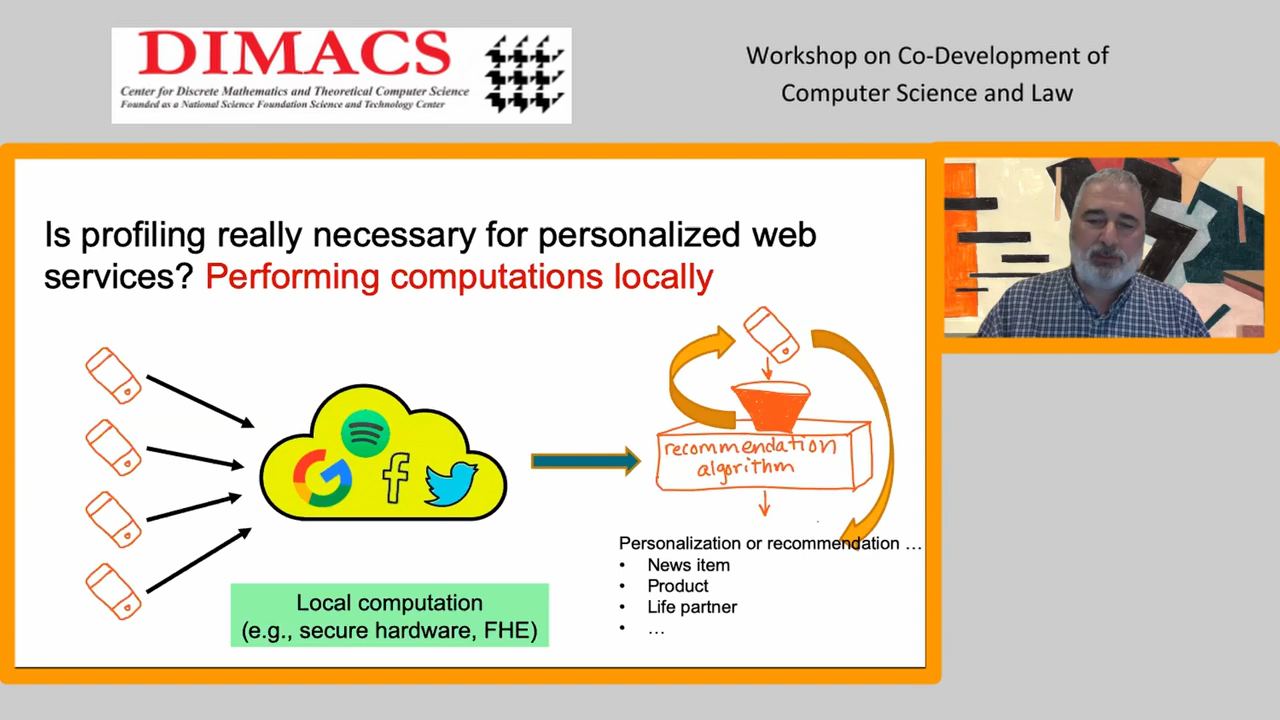 DIMACS
Center for Discrete Mathematics and Theoretical Computer Science
Founded as a National Science Foundation Science and Technology Center
Workshop on Co-Development of
Computer Science and Law
Is profiling really necessary for personalized web
services? Performing computations locally
recommendation
algorithm
Personalization or recommendation …
• News item
• Product
• Life partner
• …
Local computation
(e.g., secure hardware, FHE)